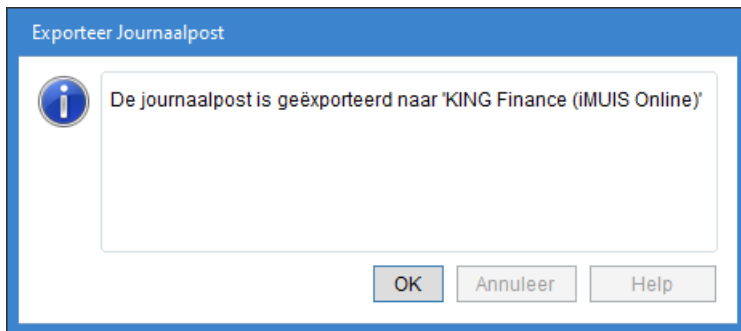 Exporteer Journaalpost
De journaalpost is geëxporteerd naar 'KING Finance (iMUIS Online)'
OK Annuleer Help